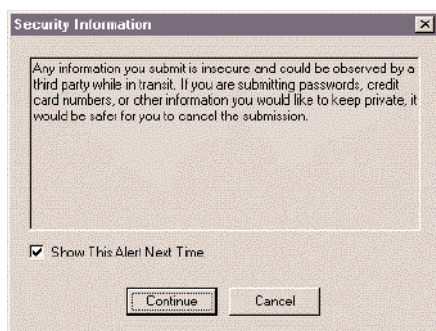 Security Information
Any information you submit is insecure and could be observed by a
third party while in transit. If you are submitting passwords, credit
card numbers, or other information you would like to keep private, it
would be safer for you to cancel the submission.
Show This Alert Next Time
Continue Cancel